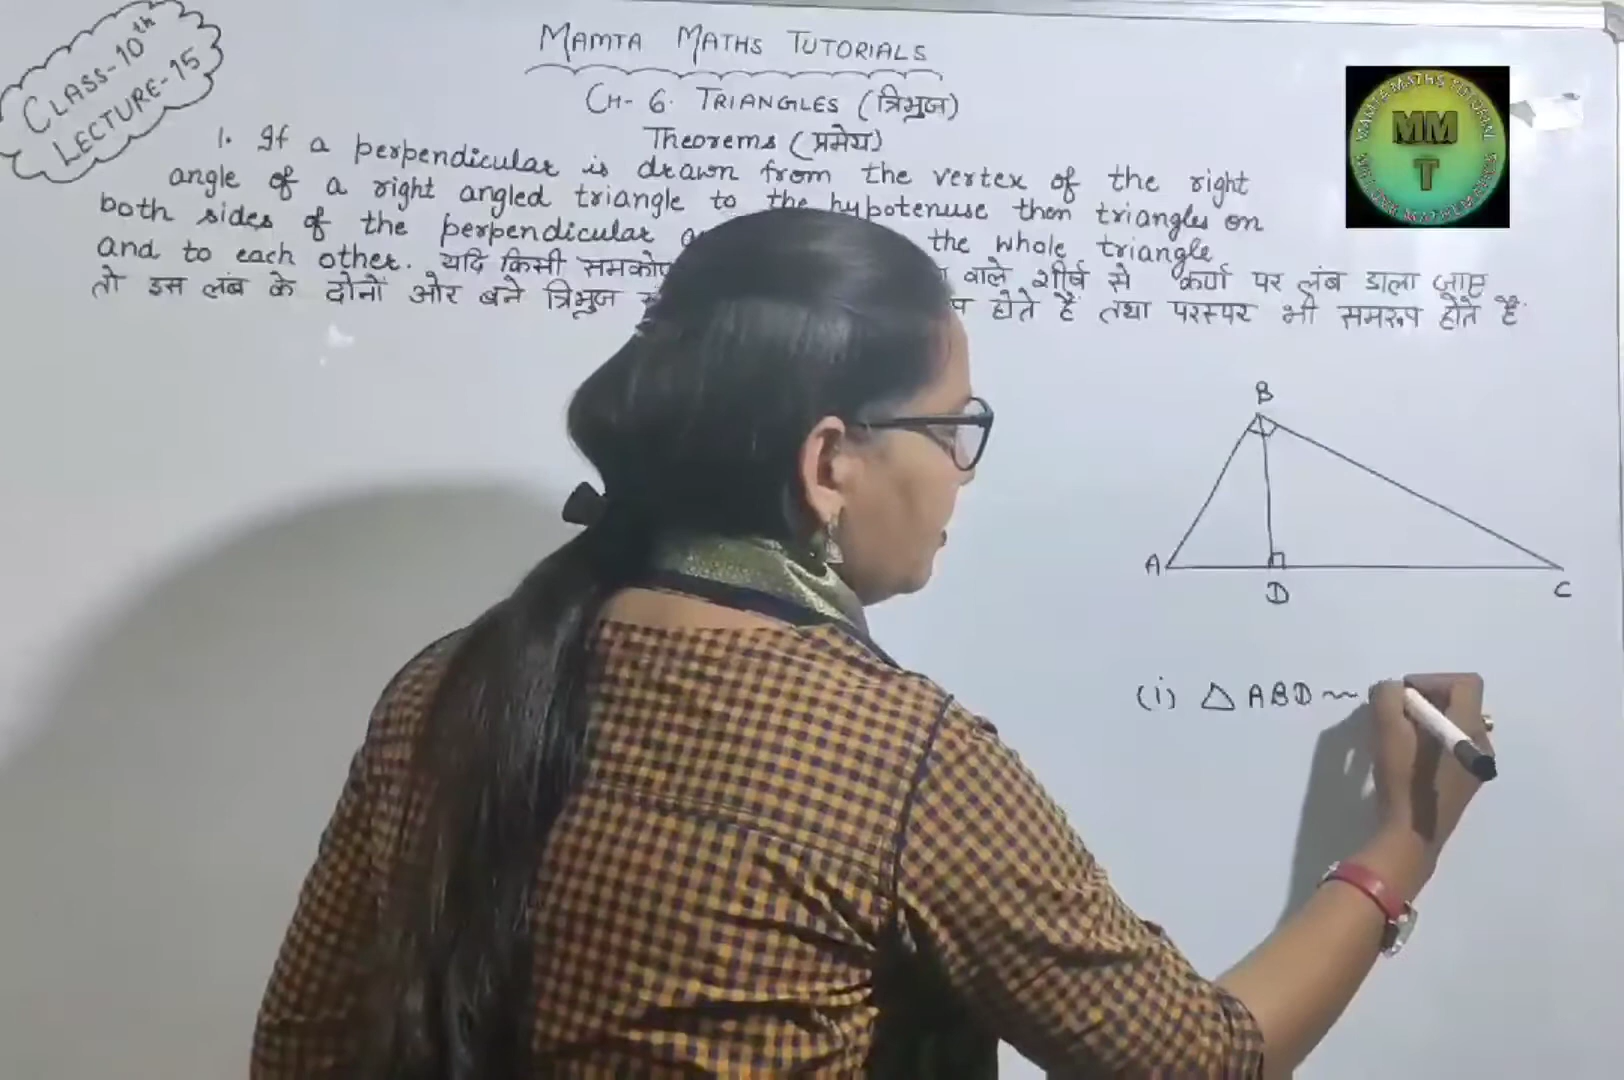 CLASS-10th
LECTURE-15
MAMTA MATHS TUTORIALS
CH- 6. TRIANGLES (त्रिभुज)
Theorems (प्रमेय)
1. If a perpendicular is drawn from the vertex of the right
angle of a right angled triangle to the hypotenuse then triangles on
both sides of the perpendicular the whole triangle
and to each other. यदि किसी वाले शीर्ष से कर्ण पर लंब डाला जाए
तो इस लंब के दोनों ओर बने त्रिभुज होते हैं तथा परस्पर भी समरूप होते हैं
MM
T
B
A
D
C
(i) △ ABD ~